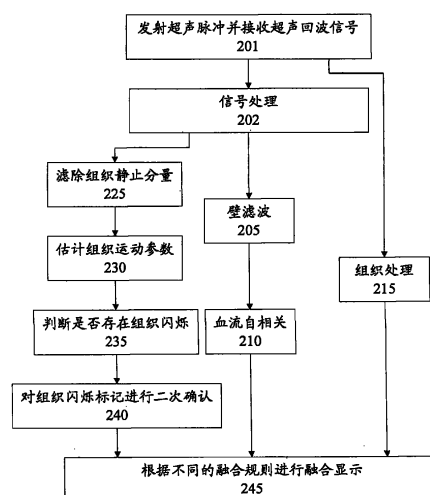 发射超声脉冲并接收超声回波信号
201
信号处理
202
滤除组织静止分量
225
壁滤波
205
估计组织运动参数
230
组织处理
215
判断是否存在组织闪烁
235
血流自相关
210
对组织闪烁标记进行二次确认
240
根据不同的融合规则进行融合显示
245